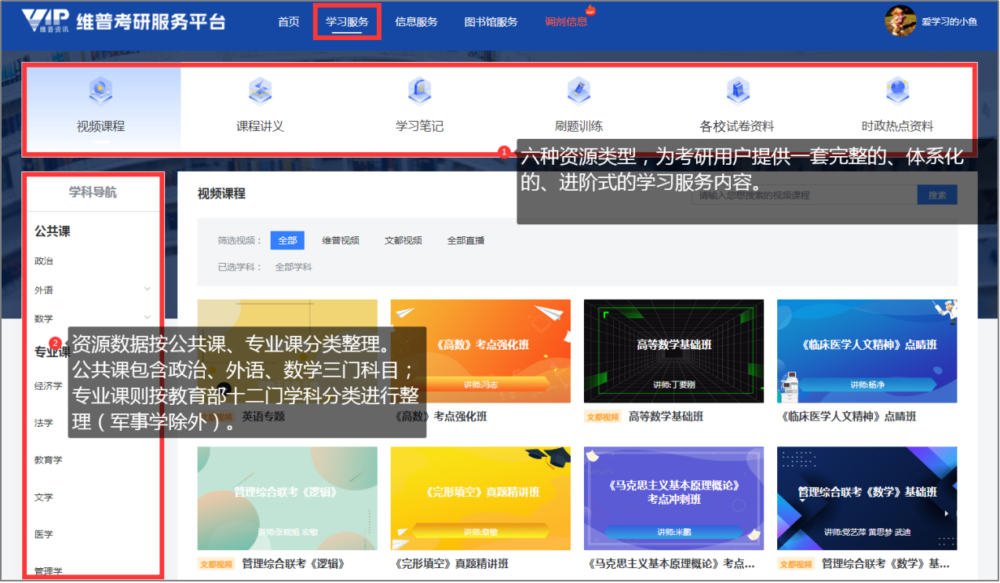 VIP 维普资讯 维普考研服务平台
首页 学习服务 信息服务 图书馆服务 调剂信息 HOT 爱学习的小鱼
视频课程 课程讲义 学习笔记 刷题训练 各校试卷资料 时政热点资料
1 六种资源类型，为考研用户提供一套完整的、体系化
的、进阶式的学习服务内容。
学科导航
公共课
政治
外语
数学
专业课
经济学
法学
教育学
文学
医学
管理学
2 资源数据按公共课、专业课分类整理。
公共课包含政治、外语、数学三门科目；
专业课则按教育部十二门学科分类进行整
理（军事学除外）。
视频课程
请输入您想搜索的视频课程 搜索
筛选视频： 全部 维普视频 文都视频 全部直播
已选学科： 全部学科
文都视频 英语专题
《高数》考点强化班
讲师:冯志
《高数》考点强化班
高等数学基础班
讲师:丁要刚
文都视频 高等数学基础班
《临床医学人文精神》点睛班
讲师:杨净
《临床医学人文精神》点睛班
管理综合联考《逻辑》
讲师:张晓旭 宏敏
文都视频 管理综合联考《逻辑》
《完形填空》真题精讲班
讲师:章敏
《完形填空》真题精讲班
《马克思主义基本原理概论》
考点冲刺班
讲师:米鹏
《马克思主义基本原理概论》考点...
管理综合联考《数学》基础班
讲师:党艺萍 黄思梦 武迪
文都视频 管理综合联考《数学》基...